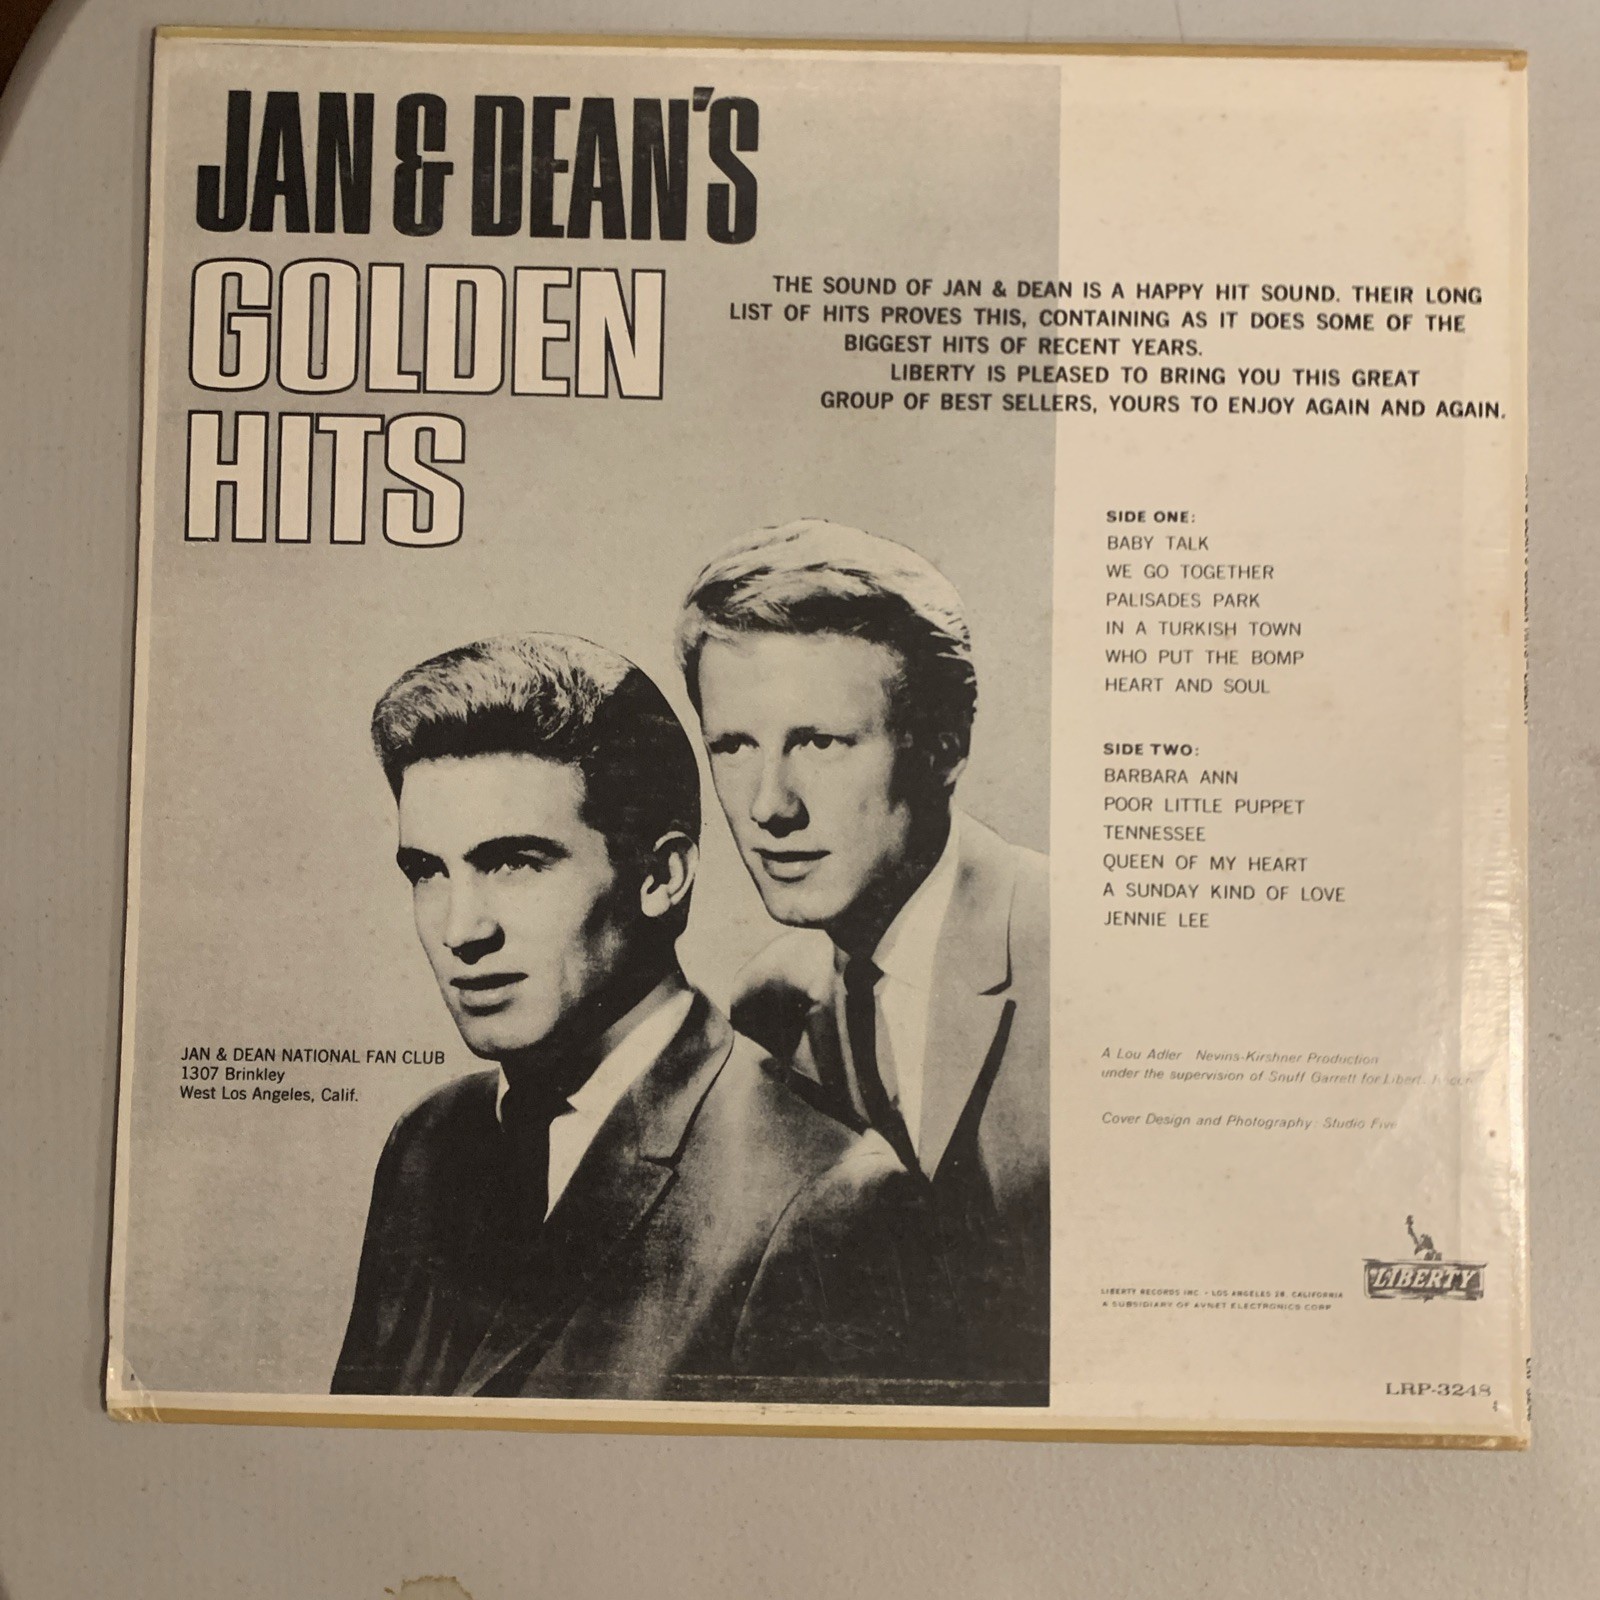 JAN & DEAN'S
GOLDEN
HITS
THE SOUND OF JAN & DEAN IS A HAPPY HIT SOUND. THEIR LONG
LIST OF HITS PROVES THIS, CONTAINING AS IT DOES SOME OF THE
BIGGEST HITS OF RECENT YEARS.
LIBERTY IS PLEASED TO BRING YOU THIS GREAT
GROUP OF BEST SELLERS, YOURS TO ENJOY AGAIN AND AGAIN.
SIDE ONE:
BABY TALK
WE GO TOGETHER
PALISADES PARK
IN A TURKISH TOWN
WHO PUT THE BOMP
HEART AND SOUL
SIDE TWO:
BARBARA ANN
POOR LITTLE PUPPET
TENNESSEE
QUEEN OF MY HEART
A SUNDAY KIND OF LOVE
JENNIE LEE
JAN & DEAN NATIONAL FAN CLUB
1307 Brinkley
West Los Angeles, Calif.
A Lou Adler Nevins-Kirshner Production
under the supervision of Snuff Garrett for
Cover Design and Photography: Studio Five
LIBERTY RECORDS INC - LOS ANGELES 28, CALIFORNIA
A SUBSIDIARY OF AVNET ELECTRONICS CORP
LIBERTY
LRP-3248